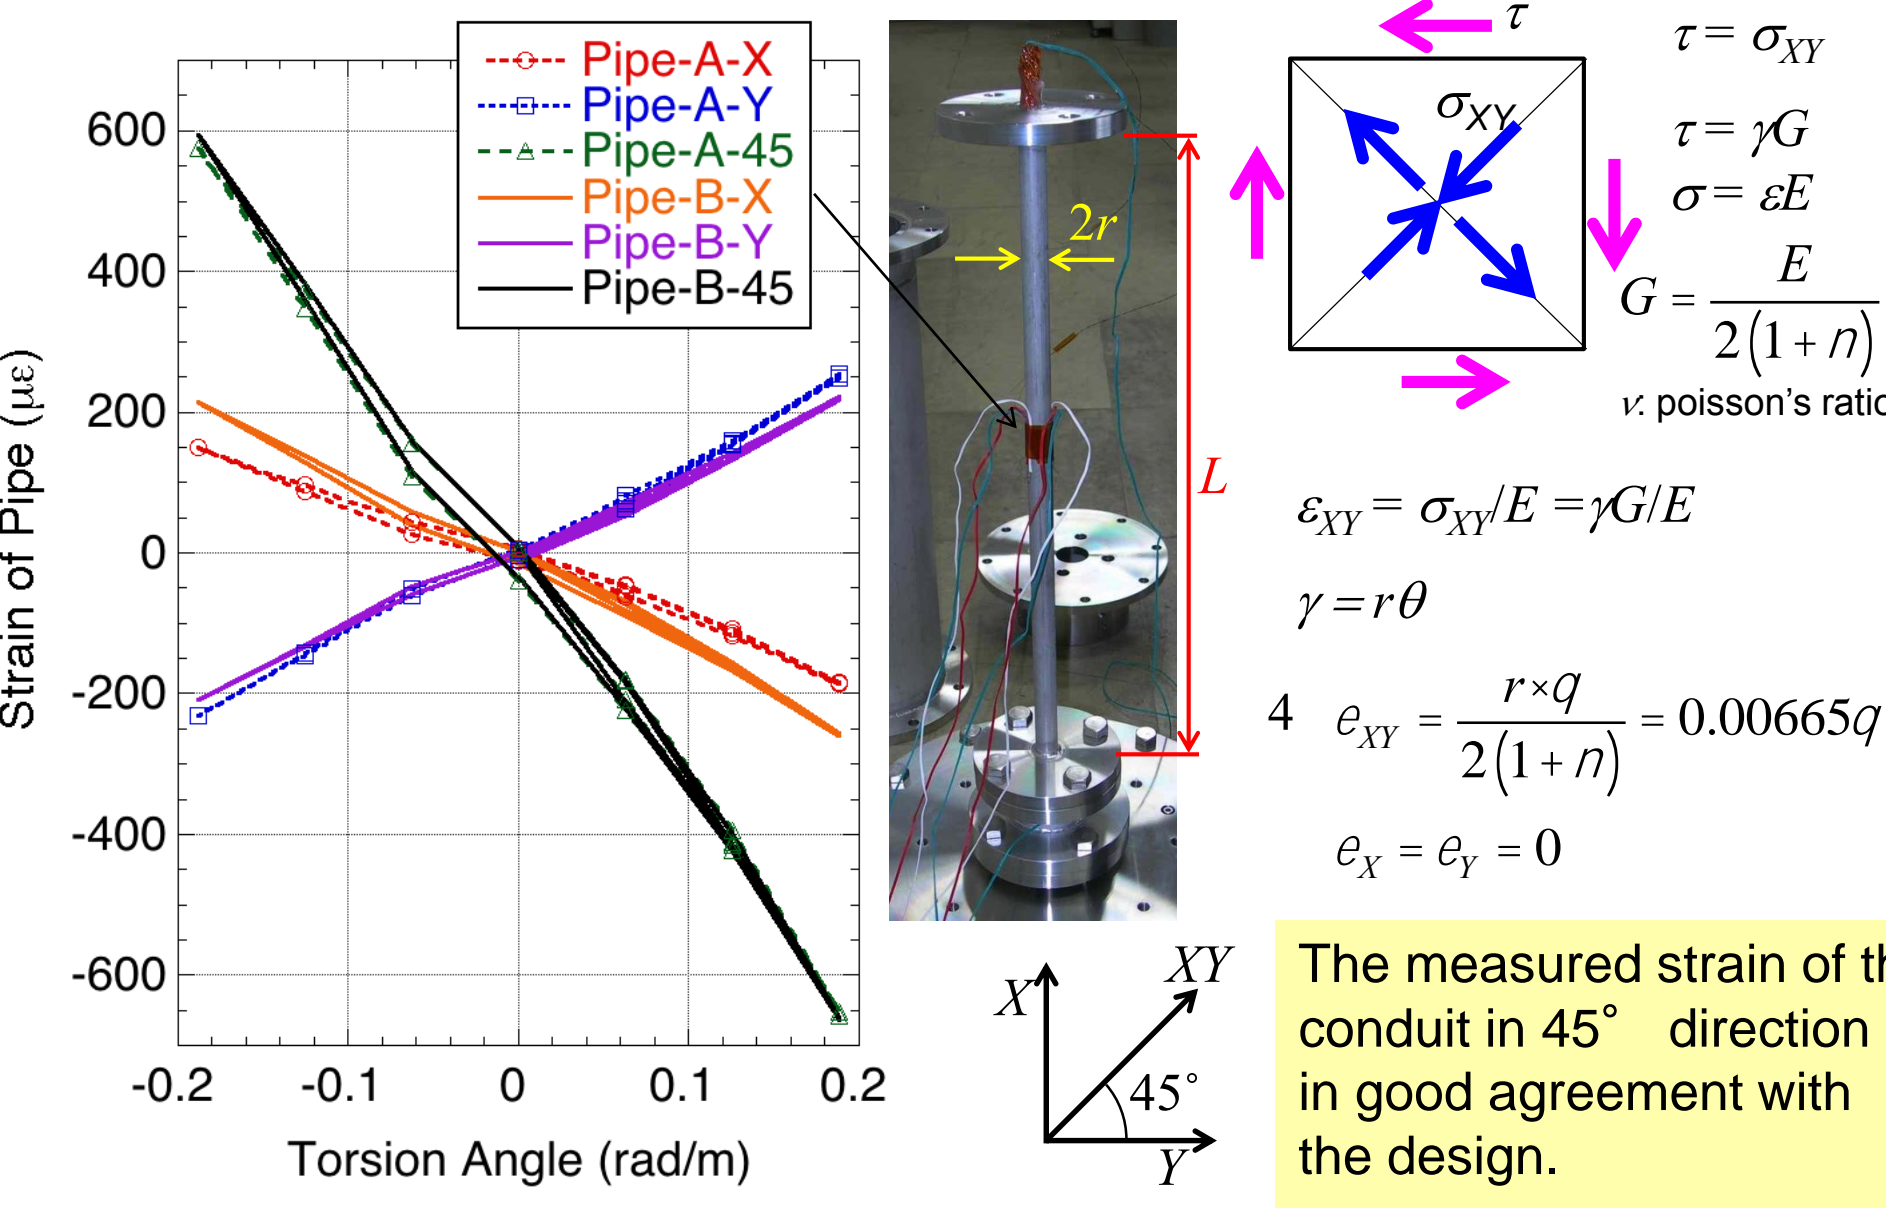 Pipe-A-X
Pipe-A-Y
Pipe-A-45
Pipe-B-X
Pipe-B-Y
Pipe-B-45
600
400
200
0
-200
-400
-600
Strain of Pipe (με)
-0.2 -0.1 0 0.1 0.2
Torsion Angle (rad/m)
2r
L
X
XY
45°
Y
τ
σXY
τ = σXY
τ = γG
σ = εE
G = E / 2(1 + n)
ν: poisson's ratio
εXY = σXY/E = γG/E
γ = rθ
4 eXY = r×q / 2(1 + n) = 0.00665q
eX = eY = 0
The measured strain of
conduit in 45° direction
in good agreement with
the design.